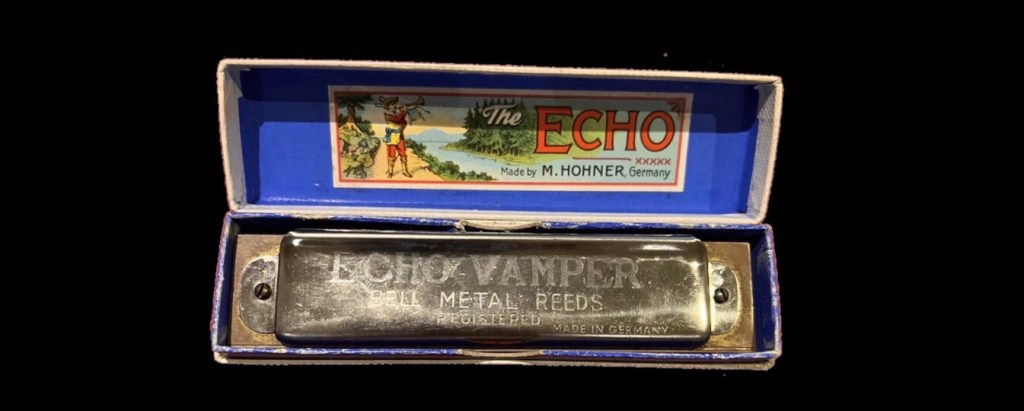 The ECHO
xxxxx
Made by M. HOHNER, Germany
ECHO VAMPER
BELL METAL REEDS
REGISTERED MADE IN GERMANY